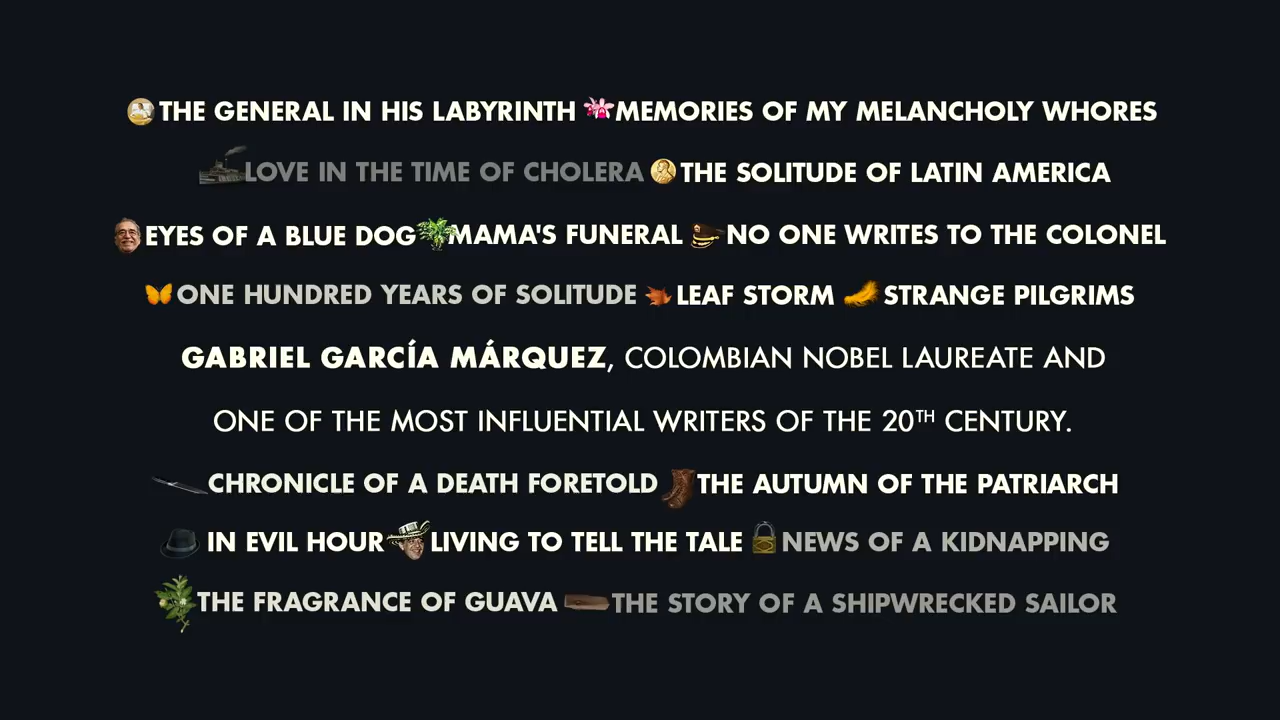 THE GENERAL IN HIS LABYRINTH MEMORIES OF MY MELANCHOLY WHORES
LOVE IN THE TIME OF CHOLERA THE SOLITUDE OF LATIN AMERICA
EYES OF A BLUE DOG MAMA'S FUNERAL NO ONE WRITES TO THE COLONEL
ONE HUNDRED YEARS OF SOLITUDE LEAF STORM STRANGE PILGRIMS
GABRIEL GARCÍA MÁRQUEZ, COLOMBIAN NOBEL LAUREATE AND
ONE OF THE MOST INFLUENTIAL WRITERS OF THE 20TH CENTURY.
CHRONICLE OF A DEATH FORETOLD THE AUTUMN OF THE PATRIARCH
IN EVIL HOUR LIVING TO TELL THE TALE NEWS OF A KIDNAPPING
THE FRAGRANCE OF GUAVA THE STORY OF A SHIPWRECKED SAILOR